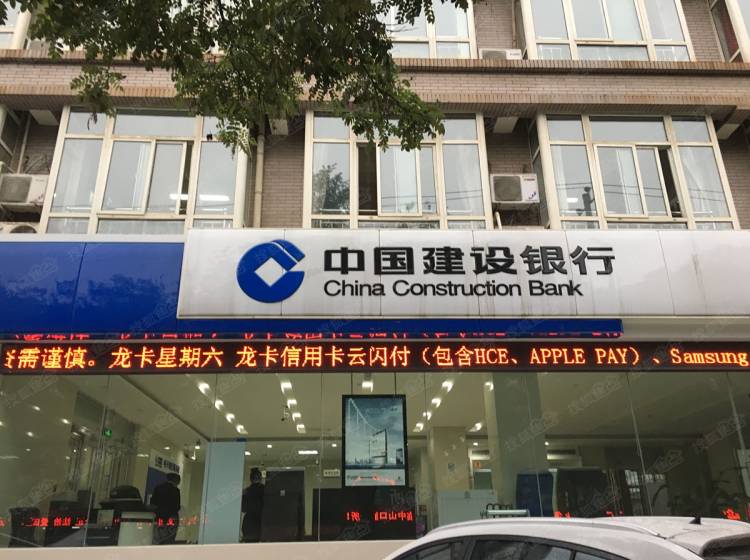 中国建设银行
China Construction Bank
需谨慎。龙卡星期六 龙卡信用卡云闪付（包含HCE、APPLE PAY）、Samsung